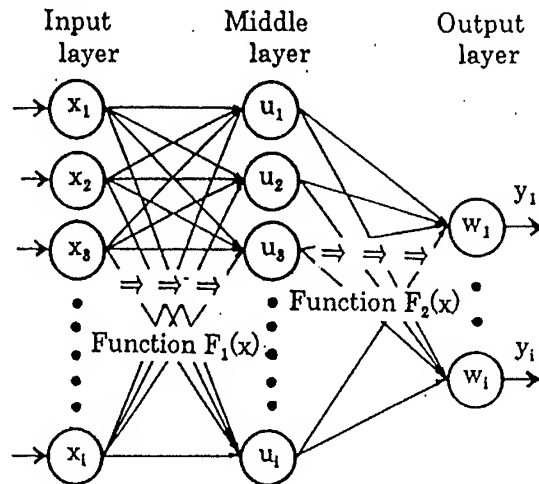 Input layer
Middle layer
Output layer
x₁
u₁
x₂
u₂
y₁
w₁
x₃
u₃
⇒ ⇒ ⇒
⇒ ⇒ ⇒
Function F₂(x)
Function F₁(x)
yᵢ
wᵢ
xᵢ
uᵢ